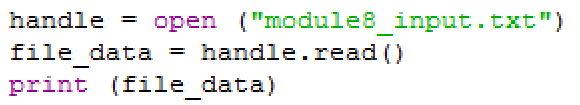 handle = open ("module8_input.txt")
file_data = handle.read()
print (file_data)